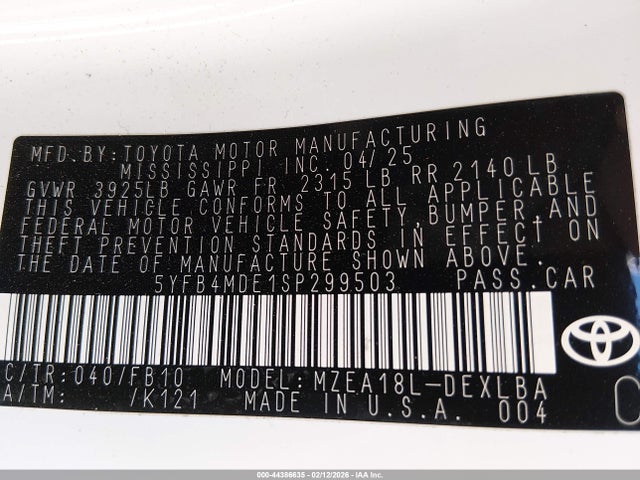 MFD. BY: TOYOTA MOTOR MANUFACTURING
MISSISSIPPI INC. 04/25
GVWR 3925LB GAWR FR 2315 LB RR 2140 LB
THIS VEHICLE CONFORMS TO ALL APPLICABLE
FEDERAL MOTOR VEHICLE SAFETY, BUMPER, AND
THEFT PREVENTION STANDARDS IN EFFECT ON
THE DATE OF MANUFACTURE SHOWN ABOVE.
5YFB4MDE1SP299503 PASS. CAR
C/TR: 040/FB10 MODEL: MZEA18L-DEXLBA
A/TM: /K121 MADE IN U.S.A. 004
000-44386635 - 02/12/2026 - IAA Inc.